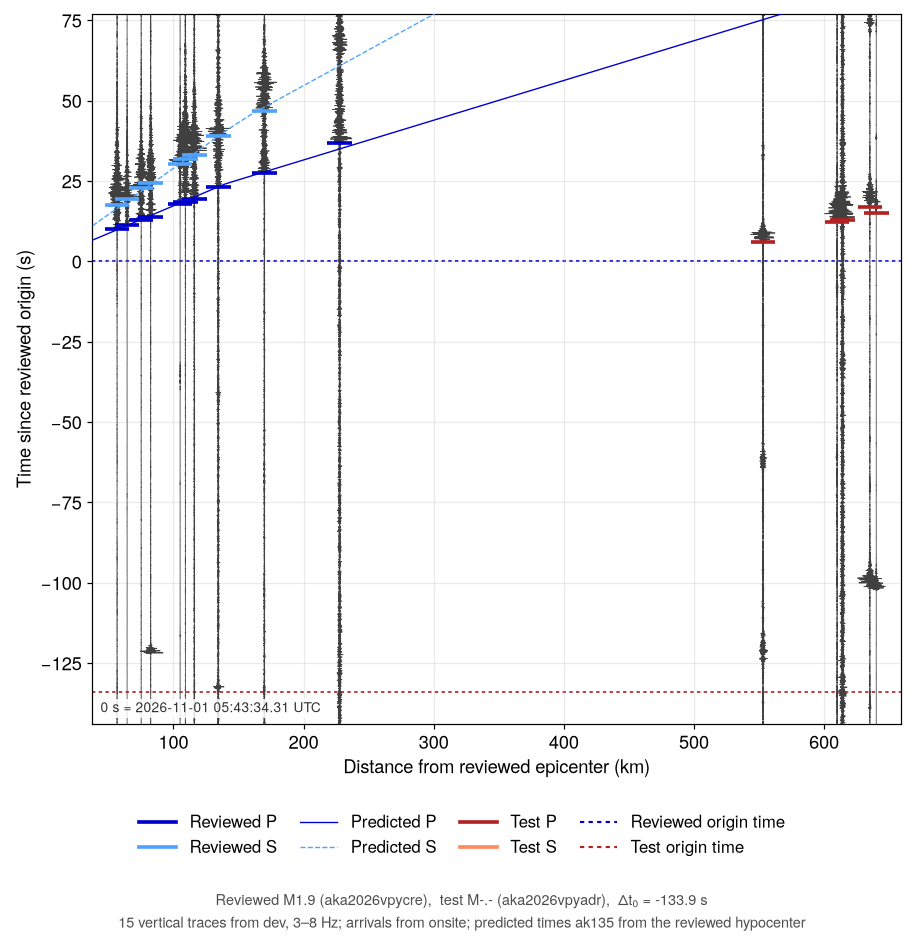 75
50
25
0
−25
−50
−75
−100
−125
Time since reviewed origin (s)
0 s = 2026-11-01 05:43:34.31 UTC
100 200 300 400 500 600
Distance from reviewed epicenter (km)
Reviewed P Predicted P Test P Reviewed origin time
Reviewed S Predicted S Test S Test origin time
Reviewed M1.9 (aka2026vpycre), test M-.- (aka2026vpyadr), Δt₀ = -133.9 s
15 vertical traces from dev, 3–8 Hz; arrivals from onsite; predicted times ak135 from the reviewed hypocenter